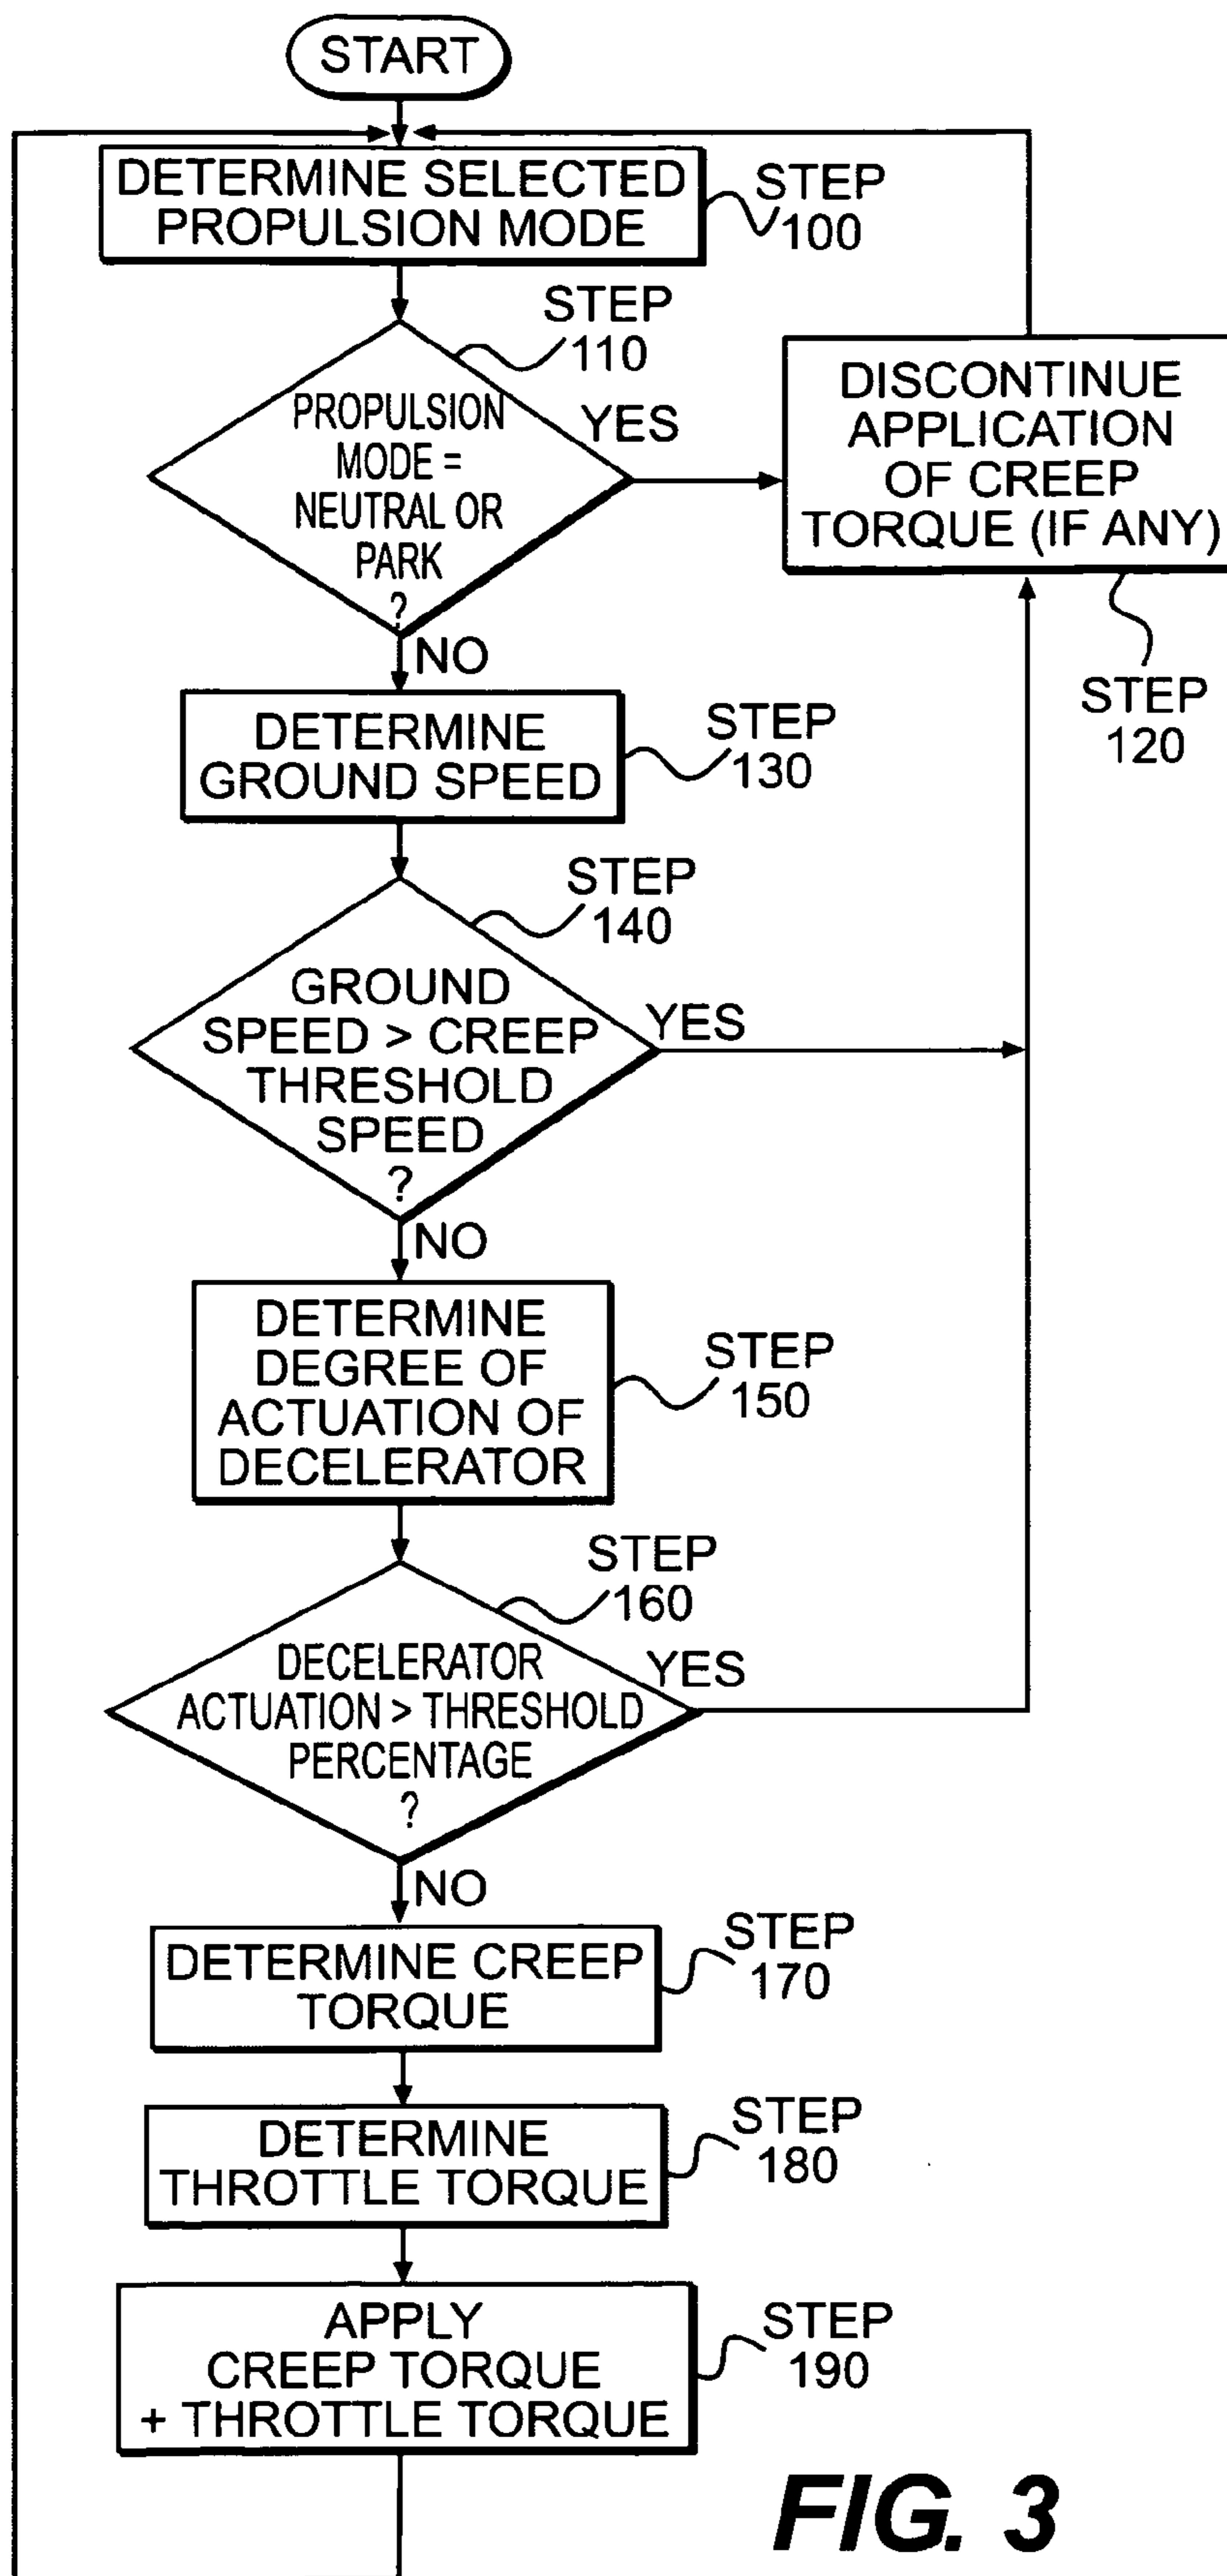 START
DETERMINE SELECTED
PROPULSION MODE
STEP
100
STEP
110
PROPULSION
MODE =
NEUTRAL OR
PARK
?
YES
DISCONTINUE
APPLICATION
OF CREEP
TORQUE (IF ANY)
STEP
120
NO
DETERMINE
GROUND SPEED
STEP
130
STEP
140
GROUND
SPEED > CREEP
THRESHOLD
SPEED
?
YES
NO
DETERMINE
DEGREE OF
ACTUATION OF
DECELERATOR
STEP
150
STEP
160
DECELERATOR
ACTUATION > THRESHOLD
PERCENTAGE
?
YES
NO
DETERMINE CREEP
TORQUE
STEP
170
DETERMINE
THROTTLE TORQUE
STEP
180
APPLY
CREEP TORQUE
+ THROTTLE TORQUE
STEP
190
FIG. 3